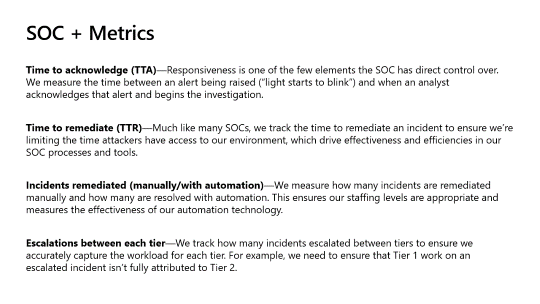 SOC + Metrics
Time to acknowledge (TTA)—Responsiveness is one of the few elements the SOC has direct control over.
We measure the time between an alert being raised (“light starts to blink”) and when an analyst
acknowledges that alert and begins the investigation.
Time to remediate (TTR)—Much like many SOCs, we track the time to remediate an incident to ensure we’re
limiting the time attackers have access to our environment, which drive effectiveness and efficiencies in our
SOC processes and tools.
Incidents remediated (manually/with automation)—We measure how many incidents are remediated
manually and how many are resolved with automation. This ensures our staffing levels are appropriate and
measures the effectiveness of our automation technology.
Escalations between each tier—We track how many incidents escalated between tiers to ensure we
accurately capture the workload for each tier. For example, we need to ensure that Tier 1 work on an
escalated incident isn’t fully attributed to Tier 2.